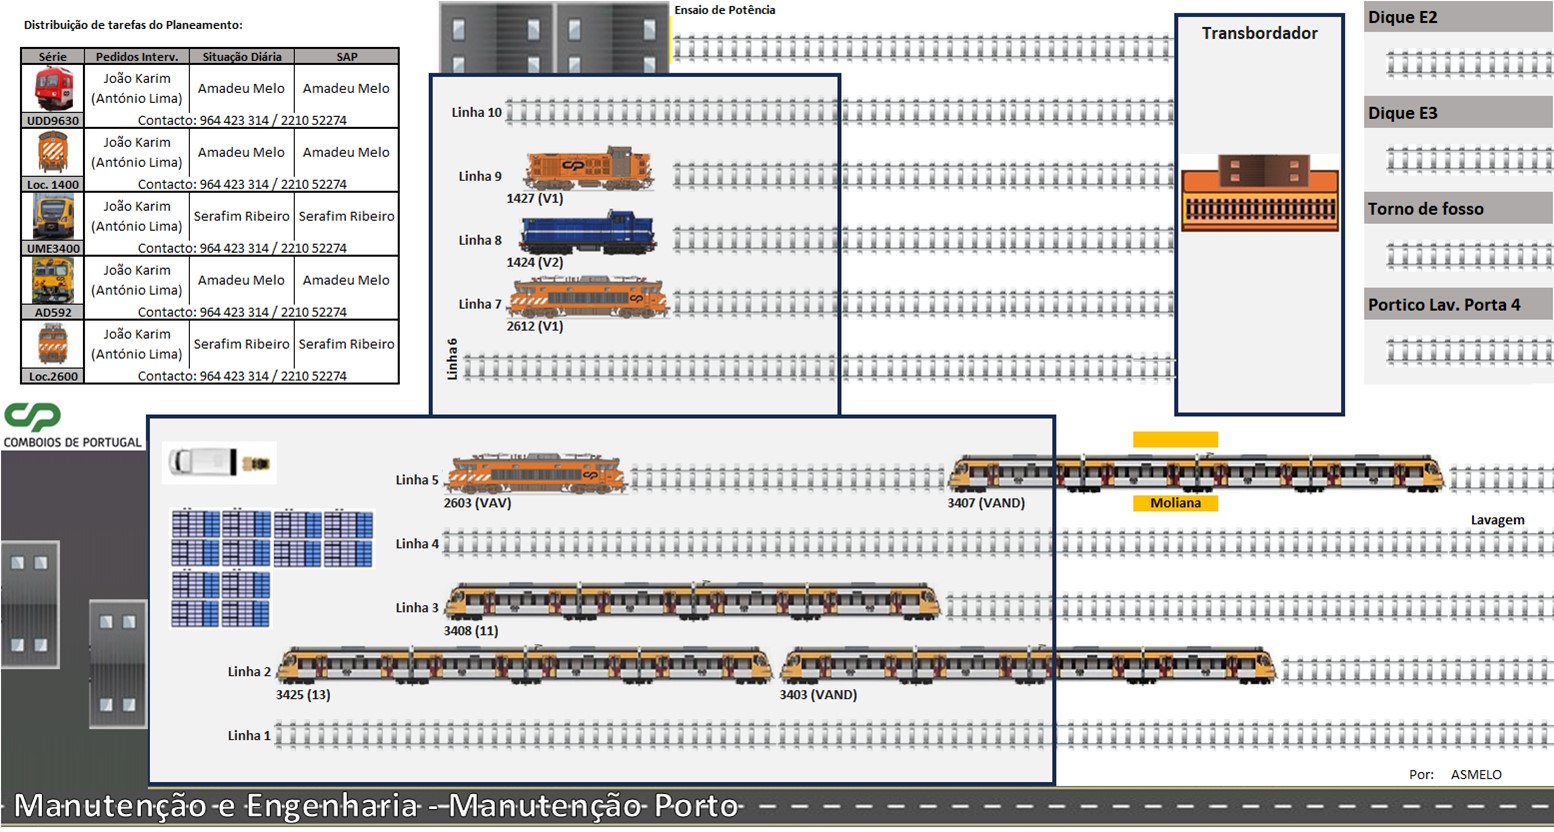 Distribuição de tarefas do Planeamento:
Série Pedidos Interv. Situação Diária SAP
João Karim
(António Lima) Amadeu Melo Amadeu Melo
UDD9630 Contacto: 964 423 314 / 2210 52274
João Karim
(António Lima) Amadeu Melo Amadeu Melo
Loc. 1400 Contacto: 964 423 314 / 2210 52274
João Karim
(António Lima) Serafim Ribeiro Serafim Ribeiro
UME3400 Contacto: 964 423 314 / 2210 52274
João Karim
(António Lima) Amadeu Melo Amadeu Melo
AD592 Contacto: 964 423 314 / 2210 52274
João Karim
(António Lima) Serafim Ribeiro Serafim Ribeiro
Loc.2600 Contacto: 964 423 314 / 2210 52274
CP
COMBOIOS DE PORTUGAL
Ensaio de Potência
Linha 10
Linha 9
1427 (V1)
Linha 8
1424 (V2)
Linha 7
2612 (V1)
Linha 6
Transbordador
Dique E2
Dique E3
Torno de fosso
Portico Lav. Porta 4
Linha 5
2603 (VAV)
3407 (VAND)
Moliana
Lavagem
Linha 4
Linha 3
3408 (11)
Linha 2
3425 (13)
3403 (VAND)
Linha 1
Por: ASMELO
Manutenção e Engenharia - Manutenção Porto